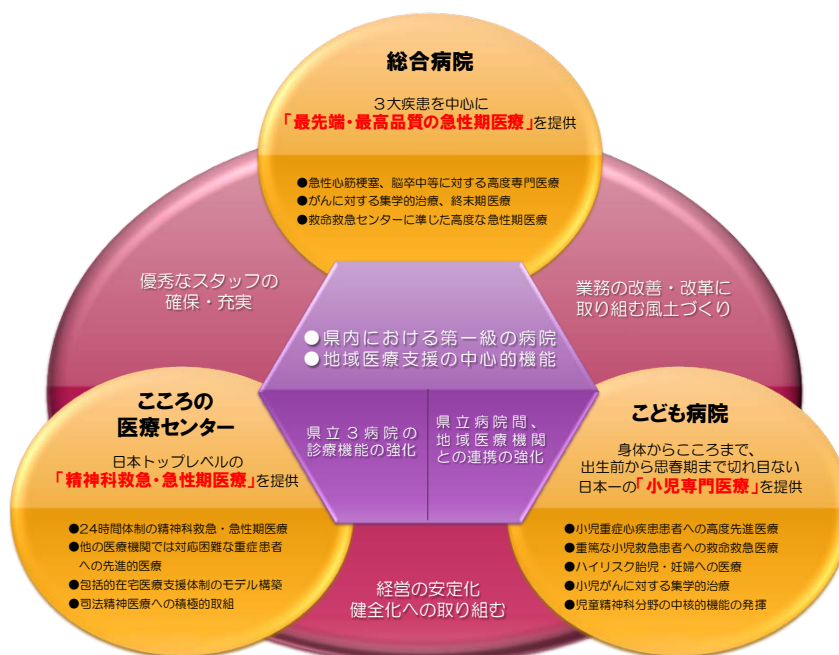 総合病院
3大疾患を中心に
「最先端・最高品質の急性期医療」を提供
●急性心筋梗塞、脳卒中等に対する高度専門医療
●がんに対する集学的治療、終末期医療
●救命救急センターに準じた高度な急性期医療
優秀なスタッフの
確保・充実
業務の改善・改革に
取り組む風土づくり
●県内における第一級の病院
●地域医療支援の中心的機能
県立3病院の
診療機能の強化
県立病院間、
地域医療機関
との連携の強化
こころの
医療センター
日本トップレベルの
「精神科救急・急性期医療」を提供
●24時間体制の精神科救急・急性期医療
●他の医療機関では対応困難な重症患者
への先進的医療
●包括的在宅医療支援体制のモデル構築
●司法精神医療への積極的取組
こども病院
身体からこころまで、
出生前から思春期まで切れ目ない
日本一の「小児専門医療」を提供
●小児重症心疾患患者への高度先進医療
●重篤な小児救急患者への救命救急医療
●ハイリスク胎児・妊婦への医療
●小児がんに対する集学的治療
●児童精神科分野の中核的機能の発揮
経営の安定化
健全化への取り組む